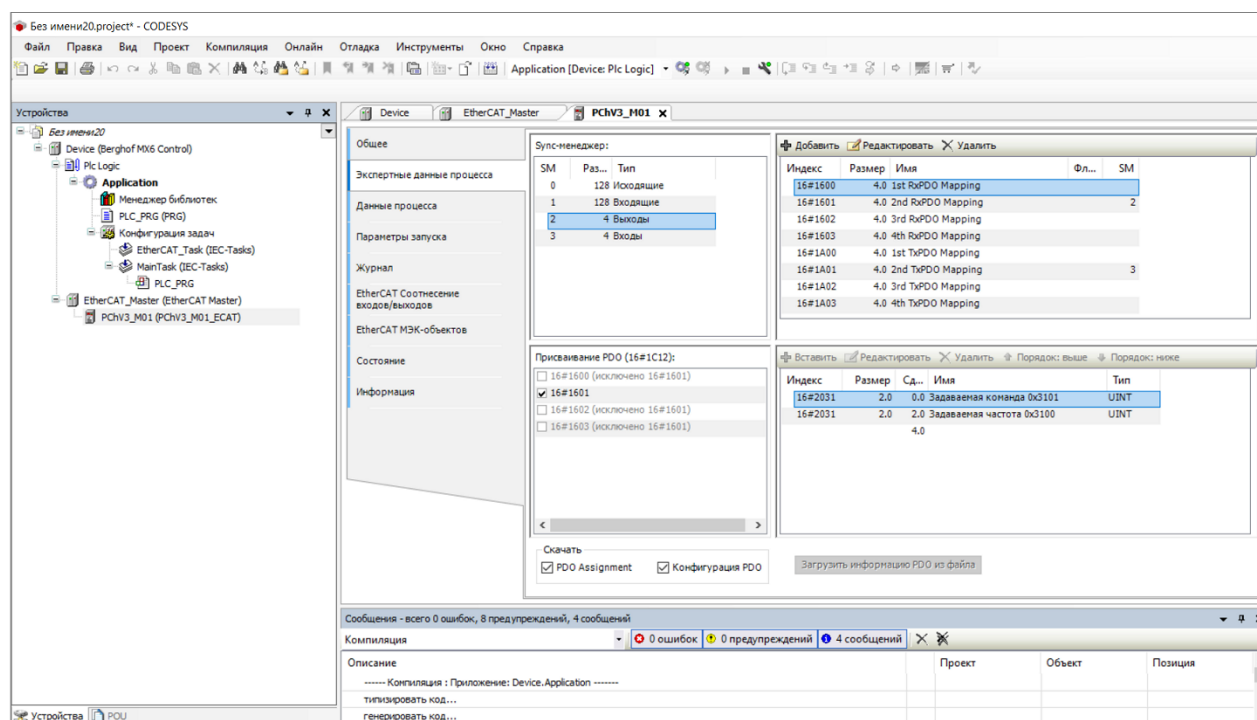 Без имени20.project* - CODESYS
Файл Правка Вид Проект Компиляция Онлайн Отладка Инструменты Окно Справка
Application [Device: Plc Logic]
Устройства
Без имени20
Device (Berghof MX6 Control)
Plc Logic
Application
Менеджер библиотек
PLC_PRG (PRG)
Конфигурация задач
EtherCAT_Task (IEC-Tasks)
MainTask (IEC-Tasks)
PLC_PRG
EtherCAT_Master (EtherCAT Master)
PChV3_M01 (PChV3_M01_ECAT)
Устройства POU
Device EtherCAT_Master PChV3_M01
Общее
Экспертные данные процесса
Данные процесса
Параметры запуска
Журнал
EtherCAT Соотнесение
входов/выходов
EtherCAT МЭК-объектов
Состояние
Информация
Sync-менеджер:
SM Раз... Тип
0 128 Исходящие
1 128 Входящие
2 4 Выходы
3 4 Входы
Добавить Редактировать Удалить
Индекс Размер Имя Фл... SM
16#1600 4.0 1st RxPDO Mapping
16#1601 4.0 2nd RxPDO Mapping 2
16#1602 4.0 3rd RxPDO Mapping
16#1603 4.0 4th RxPDO Mapping
16#1A00 4.0 1st TxPDO Mapping
16#1A01 4.0 2nd TxPDO Mapping 3
16#1A02 4.0 3rd TxPDO Mapping
16#1A03 4.0 4th TxPDO Mapping
Присваивание PDO (16#1C12):
16#1600 (исключено 16#1601)
16#1601
16#1602 (исключено 16#1601)
16#1603 (исключено 16#1601)
Вставить Редактировать Удалить Порядок: выше Порядок: ниже
Индекс Размер Сд... Имя Тип
16#2031 2.0 0.0 Задаваемая команда 0x3101 UINT
16#2031 2.0 2.0 Задаваемая частота 0x3100 UINT
4.0
Скачать
PDO Assignment Конфигурация PDO
Загрузить информацию PDO из файла
Сообщения - всего 0 ошибок, 8 предупреждений, 4 сообщений
Компиляция 0 ошибок 0 предупреждений 4 сообщений
Описание Проект Объект Позиция
------ Компиляция : Приложение: Device.Application -------
типизировать код...
генерировать код...